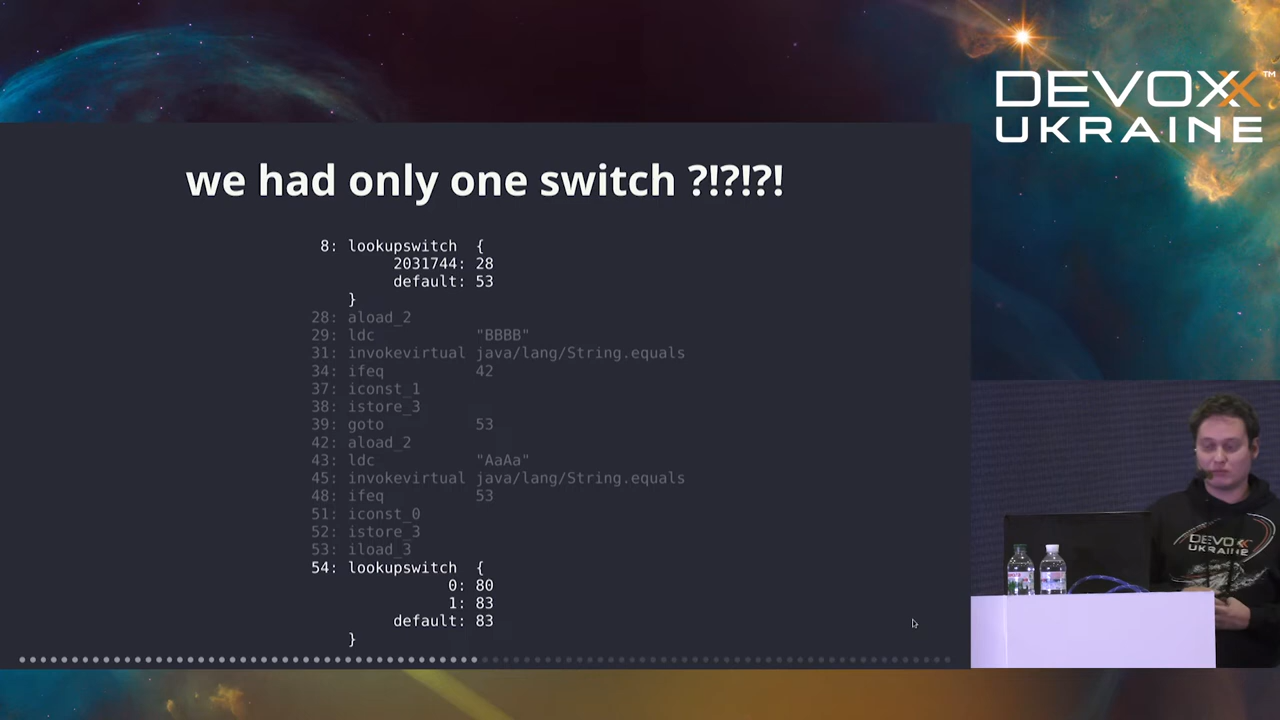 DEVOXX™
UKRAINE
we had only one switch ?!?!?!
8: lookupswitch {
2031744: 28
default: 53
}
28: aload_2
29: ldc "BBBB"
31: invokevirtual java/lang/String.equals
34: ifeq 42
37: iconst_1
38: istore_3
39: goto 53
42: aload_2
43: ldc "AaAa"
45: invokevirtual java/lang/String.equals
48: ifeq 53
51: iconst_0
52: istore_3
53: iload_3
54: lookupswitch {
0: 80
1: 83
default: 83
}
DEVOXX
UKRAINE